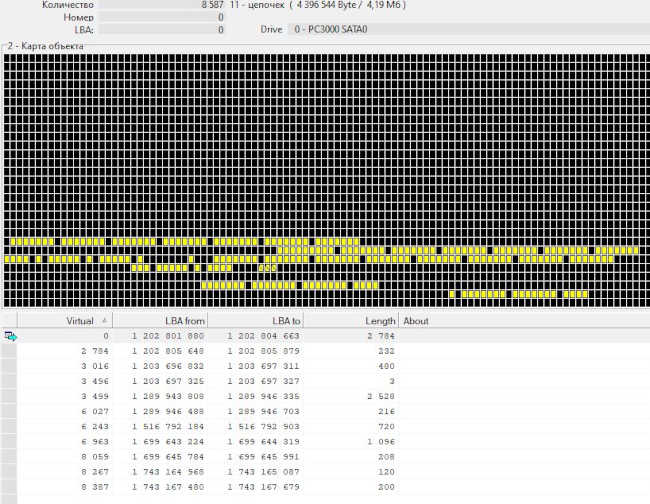 Количество 8 587 11 - цепочек ( 4 396 544 Byte / 4,19 Мб )
Номер 0
LBA: 0 Drive 0 - PC3000 SATA0
2 - Карта объекта
Virtual LBA from LBA to Length About
0 1 202 801 880 1 202 804 663 2 784
2 784 1 202 805 648 1 202 805 879 232
3 016 1 203 696 832 1 203 697 311 480
3 496 1 203 697 325 1 203 697 327 3
3 499 1 289 943 808 1 289 946 335 2 528
6 027 1 289 946 488 1 289 946 703 216
6 243 1 516 792 184 1 516 792 903 720
6 963 1 699 643 224 1 699 644 319 1 096
8 059 1 699 645 784 1 699 645 991 208
8 267 1 743 164 968 1 743 165 087 120
8 387 1 743 167 480 1 743 167 679 200